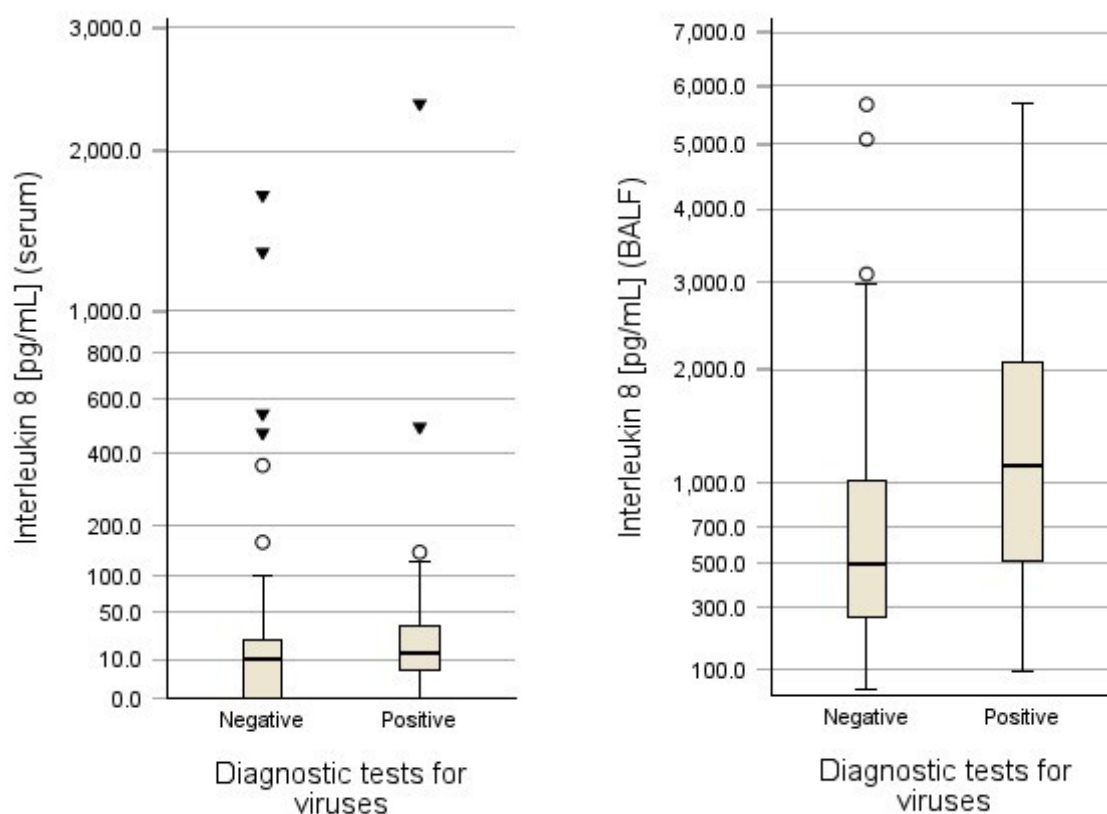 Interleukin 8 [pg/mL] (serum)
3,000.0
2,000.0
1,000.0
800.0
600.0
400.0
200.0
100.0
50.0
10.0
0.0
Negative Positive
Diagnostic tests for
viruses
Interleukin 8 [pg/mL] (BALF)
7,000.0
6,000.0
5,000.0
4,000.0
3,000.0
2,000.0
1,000.0
700.0
500.0
300.0
100.0
Negative Positive
Diagnostic tests for
viruses